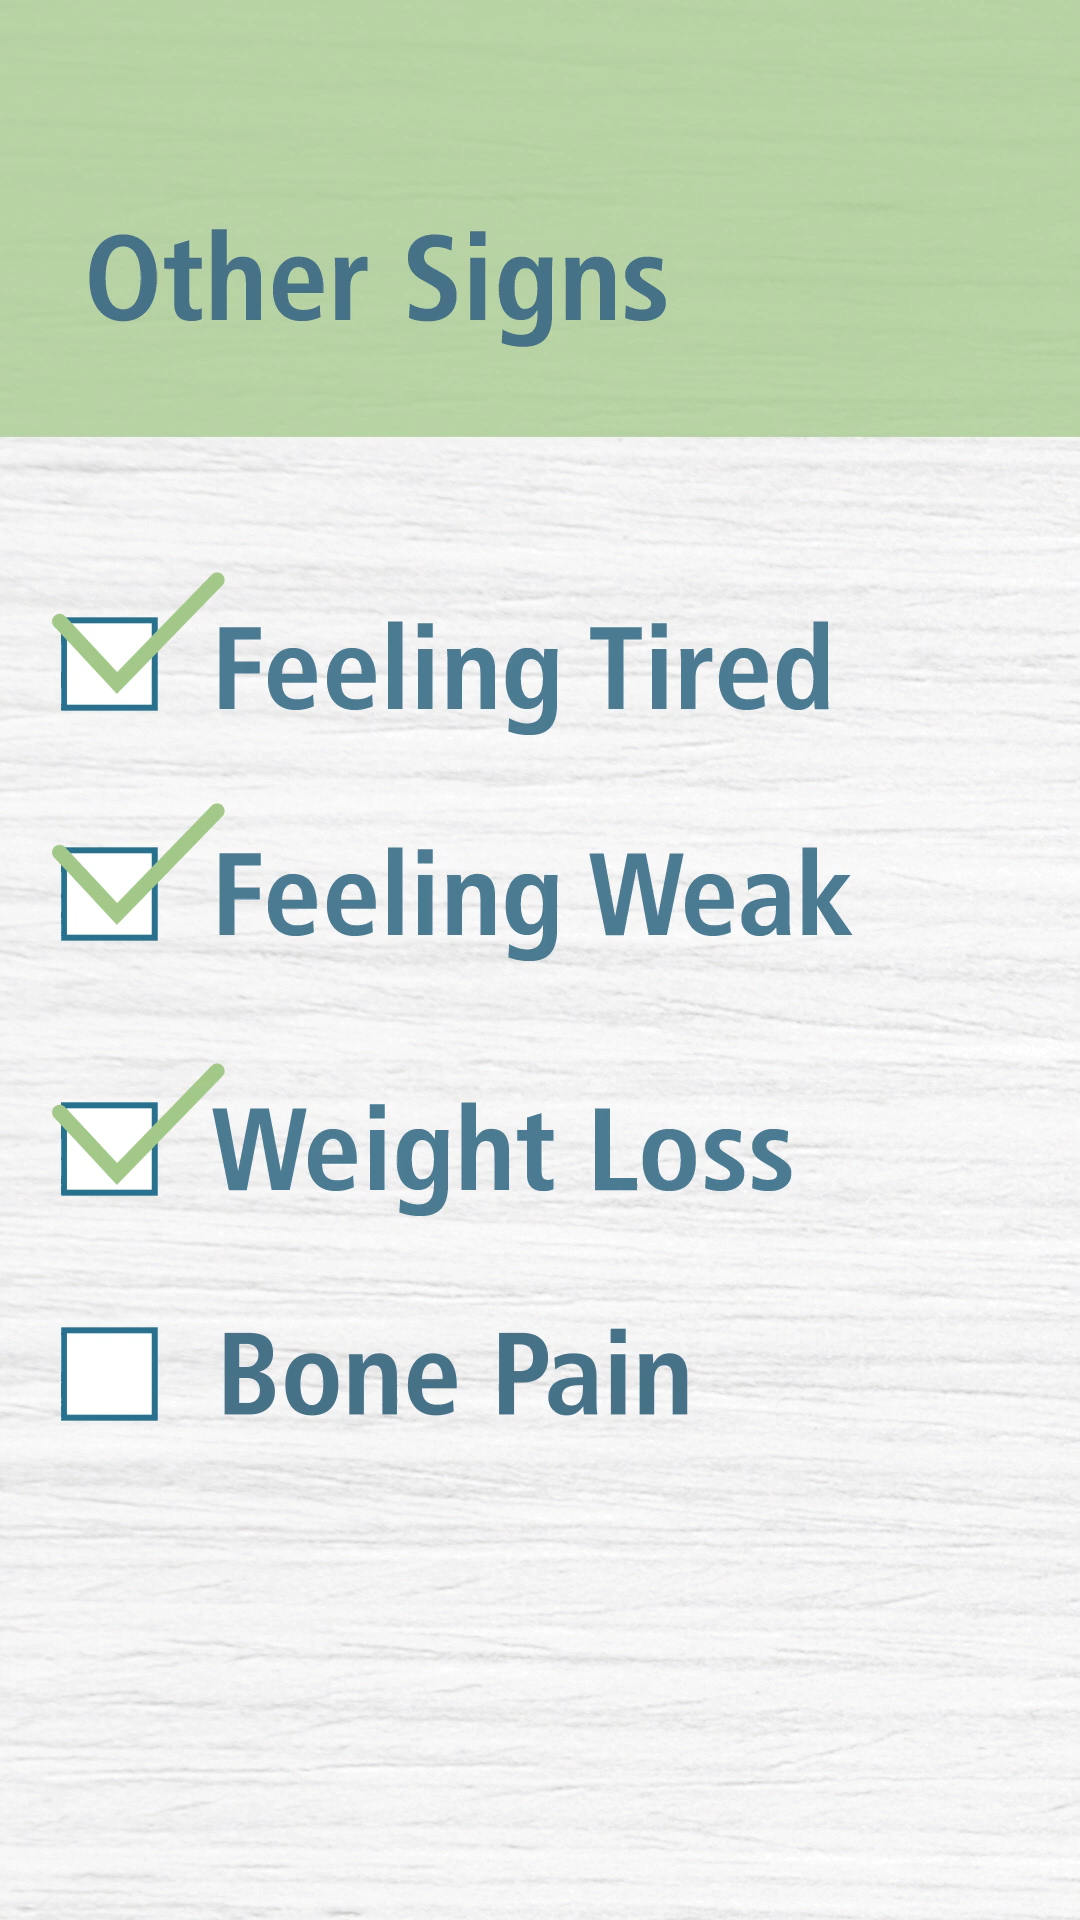 Other Signs
Feeling Tired
Feeling Weak
Weight Loss
Bone Pain